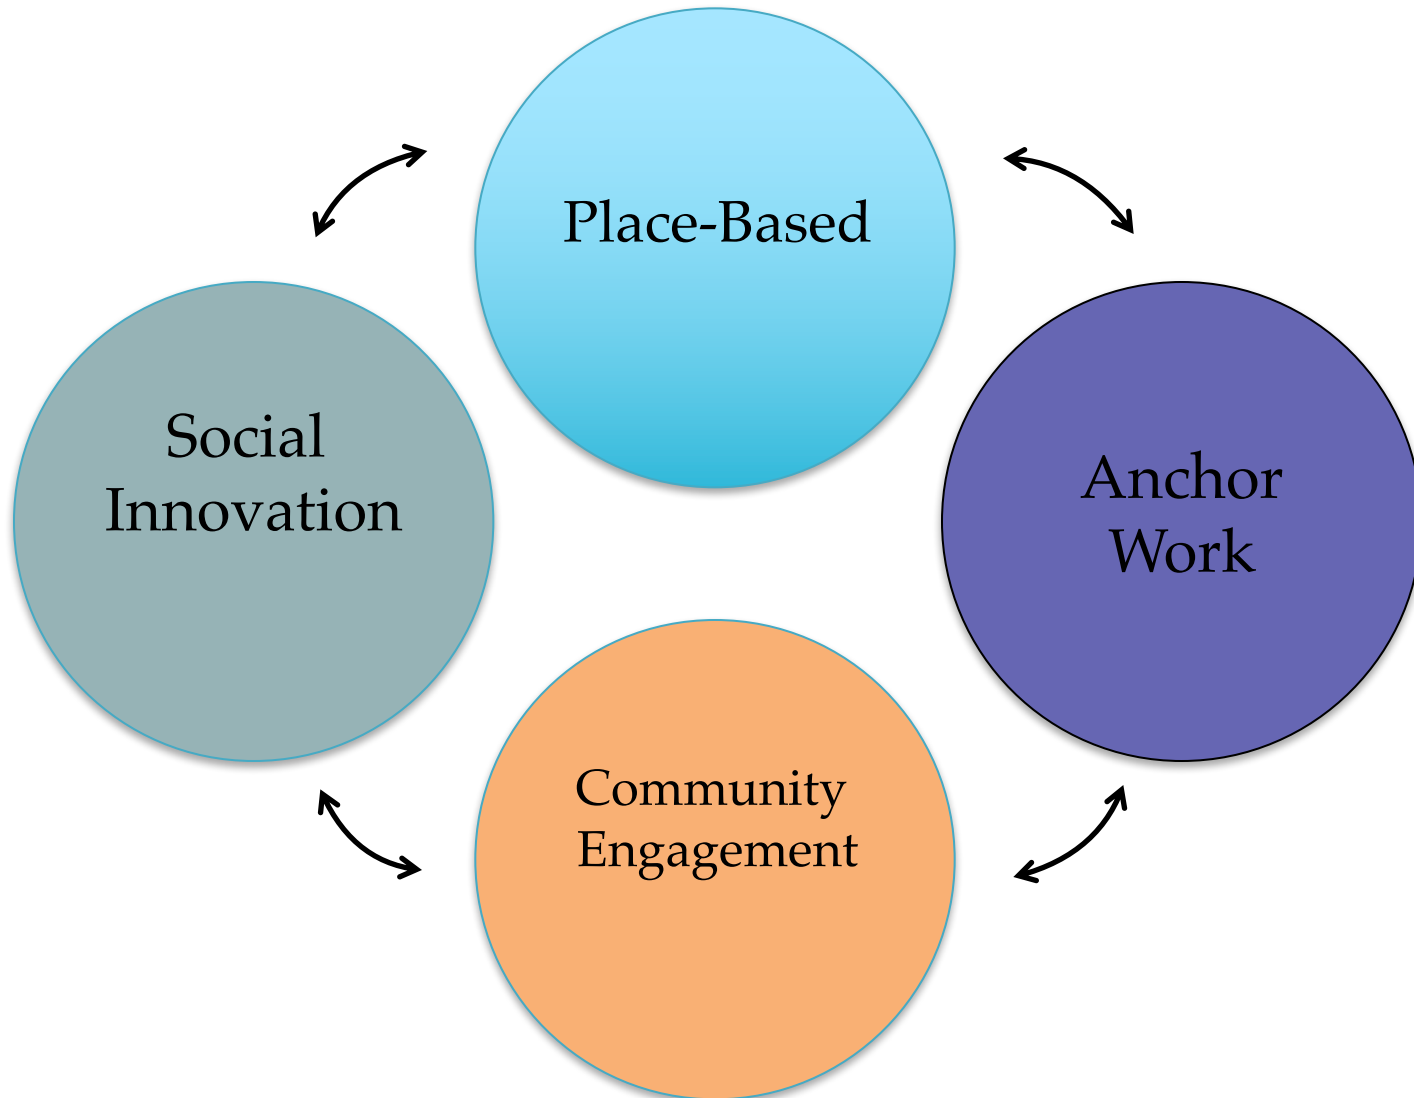 Place-Based
Social
Innovation
Anchor
Work
Community
Engagement